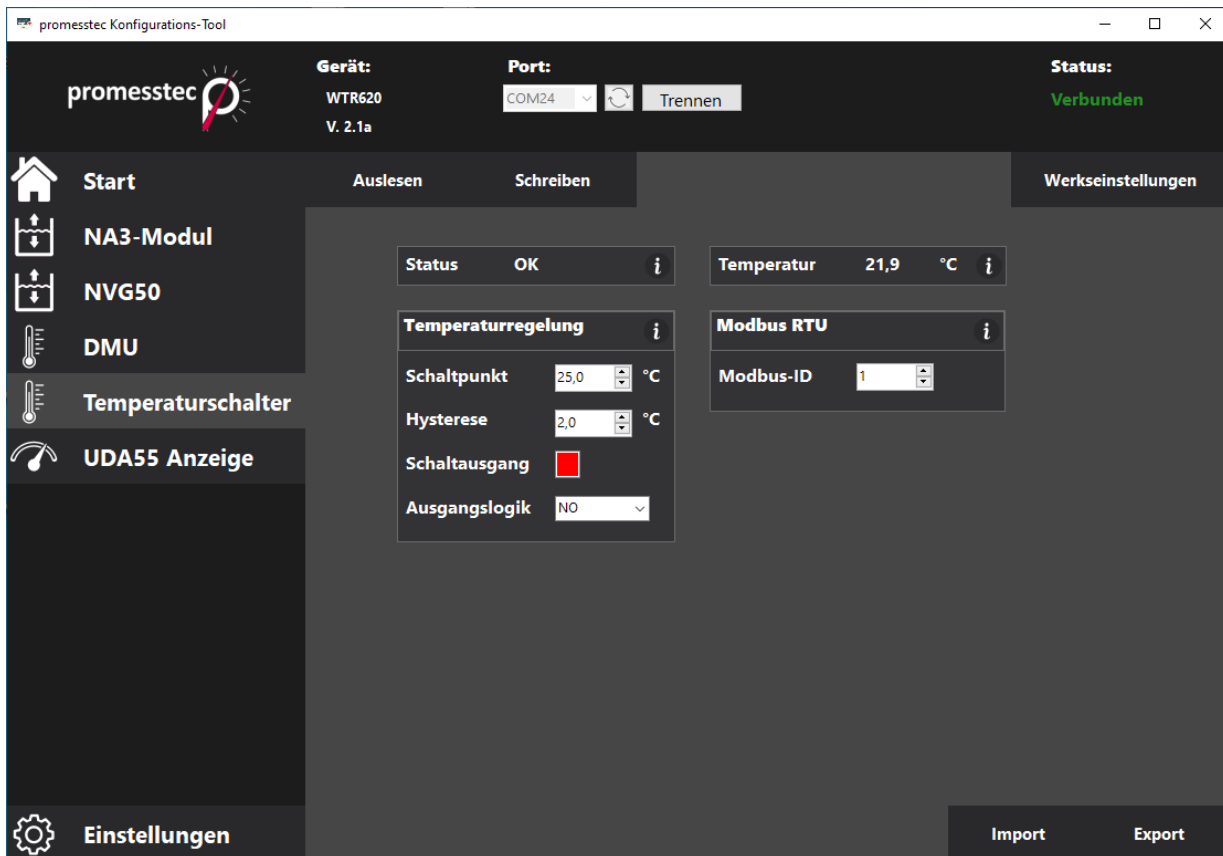 promesstec Konfigurations-Tool
promesstec
Gerät:
WTR620
V. 2.1a
Port:
COM24
Trennen
Status:
Verbunden
Start
NA3-Modul
NVG50
DMU
Temperaturschalter
UDA55 Anzeige
Einstellungen
Auslesen
Schreiben
Werkseinstellungen
Status OK i
Temperatur 21,9 °C i
Temperaturregelung i
Schaltpunkt 25,0 °C
Hysterese 2,0 °C
Schaltausgang
Ausgangslogik NO
Modbus RTU i
Modbus-ID 1
Import
Export